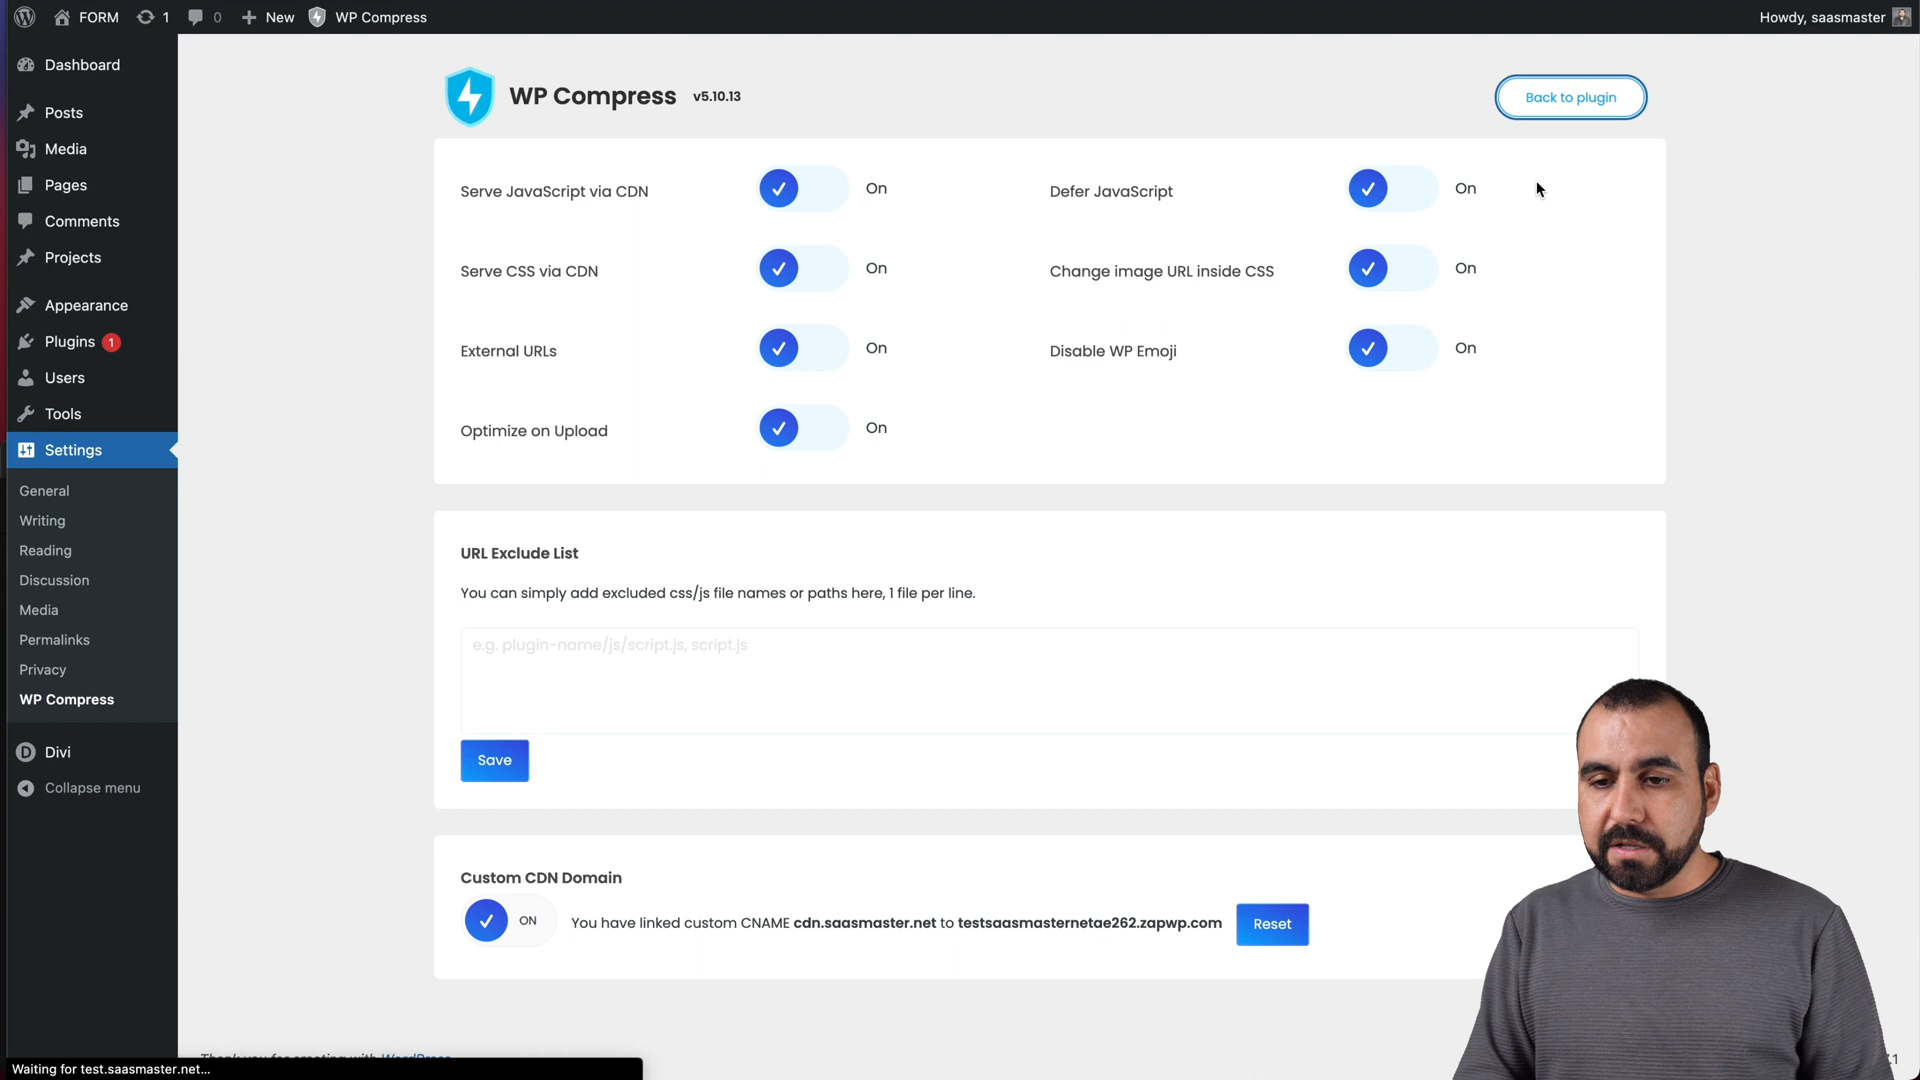 FORM 1 0 New WP Compress Howdy, saasmaster
Dashboard
Posts
Media
Pages
Comments
Projects
Appearance
Plugins 1
Users
Tools
Settings
General
Writing
Reading
Discussion
Media
Permalinks
Privacy
WP Compress
Divi
Collapse menu
WP Compress v5.10.13
Back to plugin
Serve JavaScript via CDN On
Defer JavaScript On
Serve CSS via CDN On
Change image URL inside CSS On
External URLs On
Disable WP Emoji On
Optimize on Upload On
URL Exclude List
You can simply add excluded css/js file names or paths here, 1 file per line.
e.g. plugin-name/js/script.js, script.js
Save
Custom CDN Domain
ON You have linked custom CNAME cdn.saasmaster.net to testsaasmasternetae262.zapwp.com Reset
Thank you for creating with WordPress
Waiting for test.saasmaster.net...